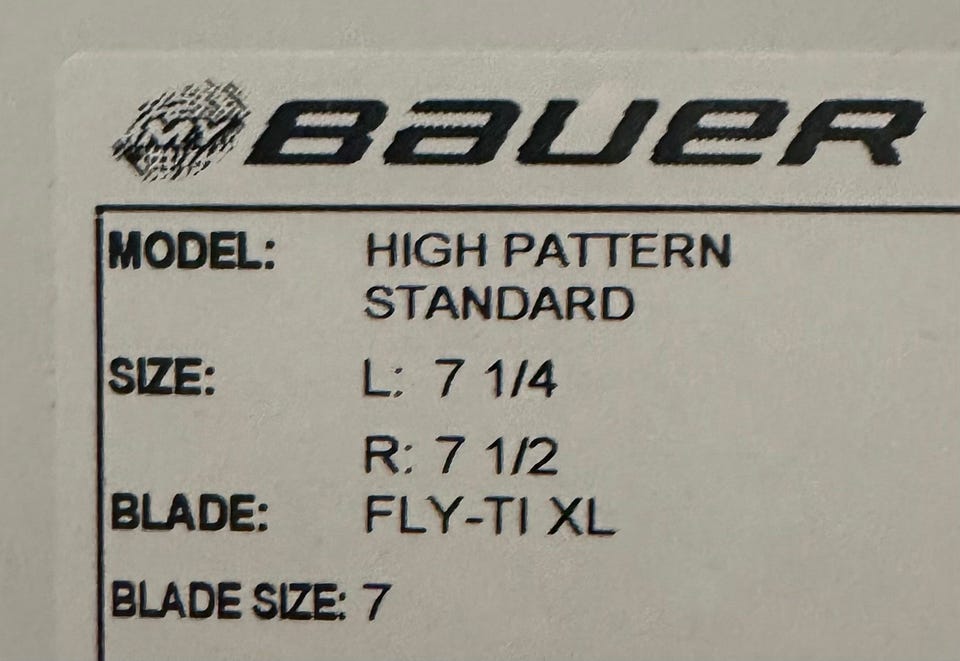 MY BAUER
MODEL: HIGH PATTERN
STANDARD
SIZE: L: 7 1/4
R: 7 1/2
BLADE: FLY-TI XL
BLADE SIZE: 7